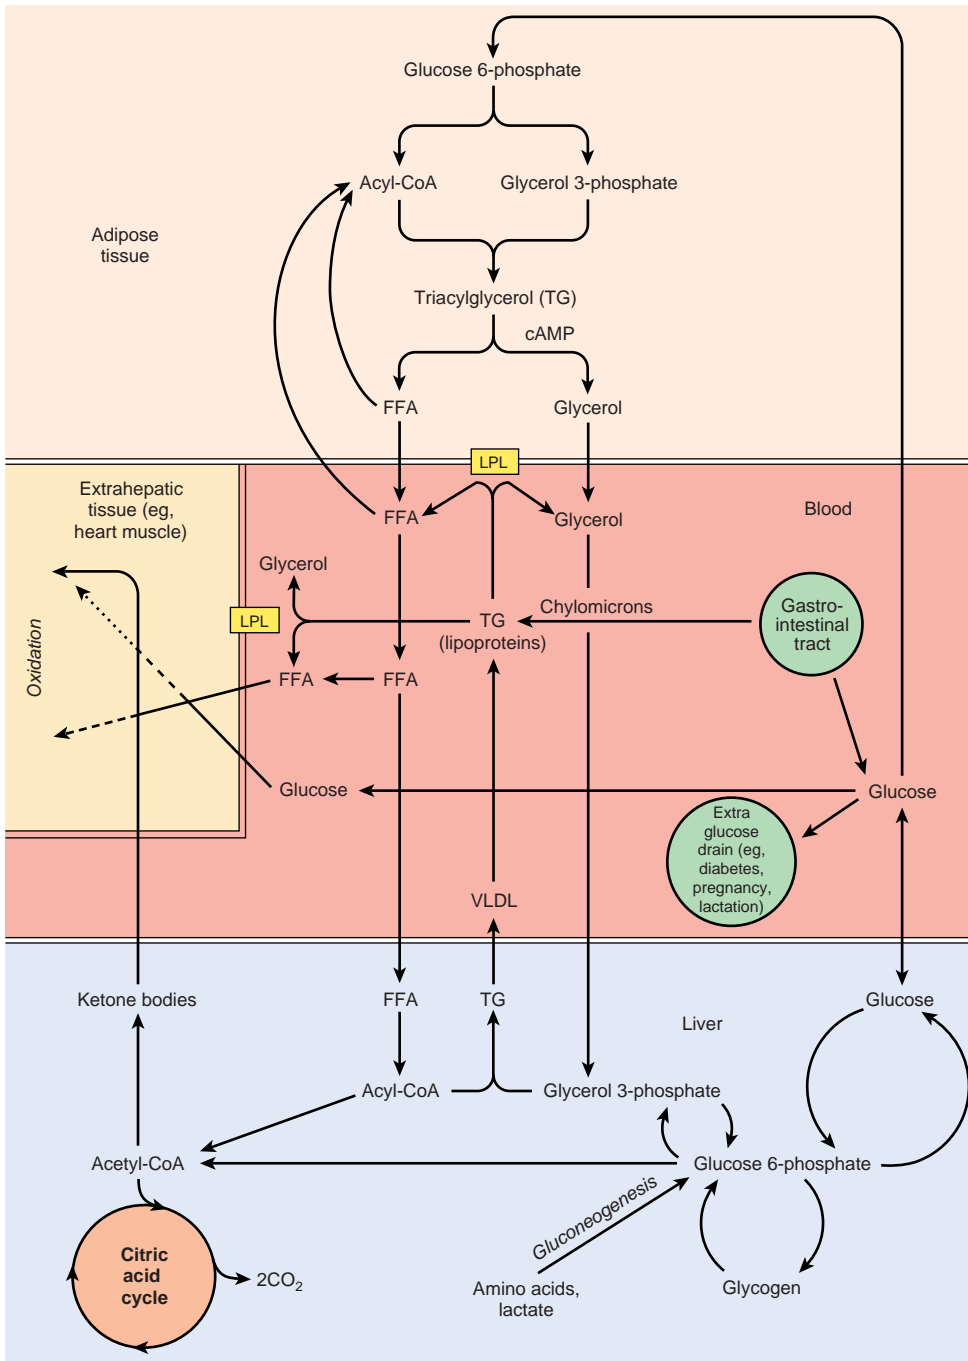 Glucose 6-phosphate
Acyl-CoA
Glycerol 3-phosphate
Adipose
tissue
Triacylglycerol (TG)
cAMP
FFA
Glycerol
LPL
Extrahepatic
tissue (eg,
heart muscle)
FFA
Glycerol
Blood
Glycerol
LPL
Chylomicrons
TG
(lipoproteins)
Gastro-
intestinal
tract
Oxidation
FFA
FFA
Glucose
Glucose
Extra
glucose
drain (eg,
diabetes,
pregnancy,
lactation)
VLDL
Ketone bodies
FFA
TG
Liver
Glucose
Acyl-CoA
Glycerol 3-phosphate
Acetyl-CoA
Glucose 6-phosphate
Gluconeogenesis
Citric
acid
cycle
2CO₂
Amino acids,
lactate
Glycogen